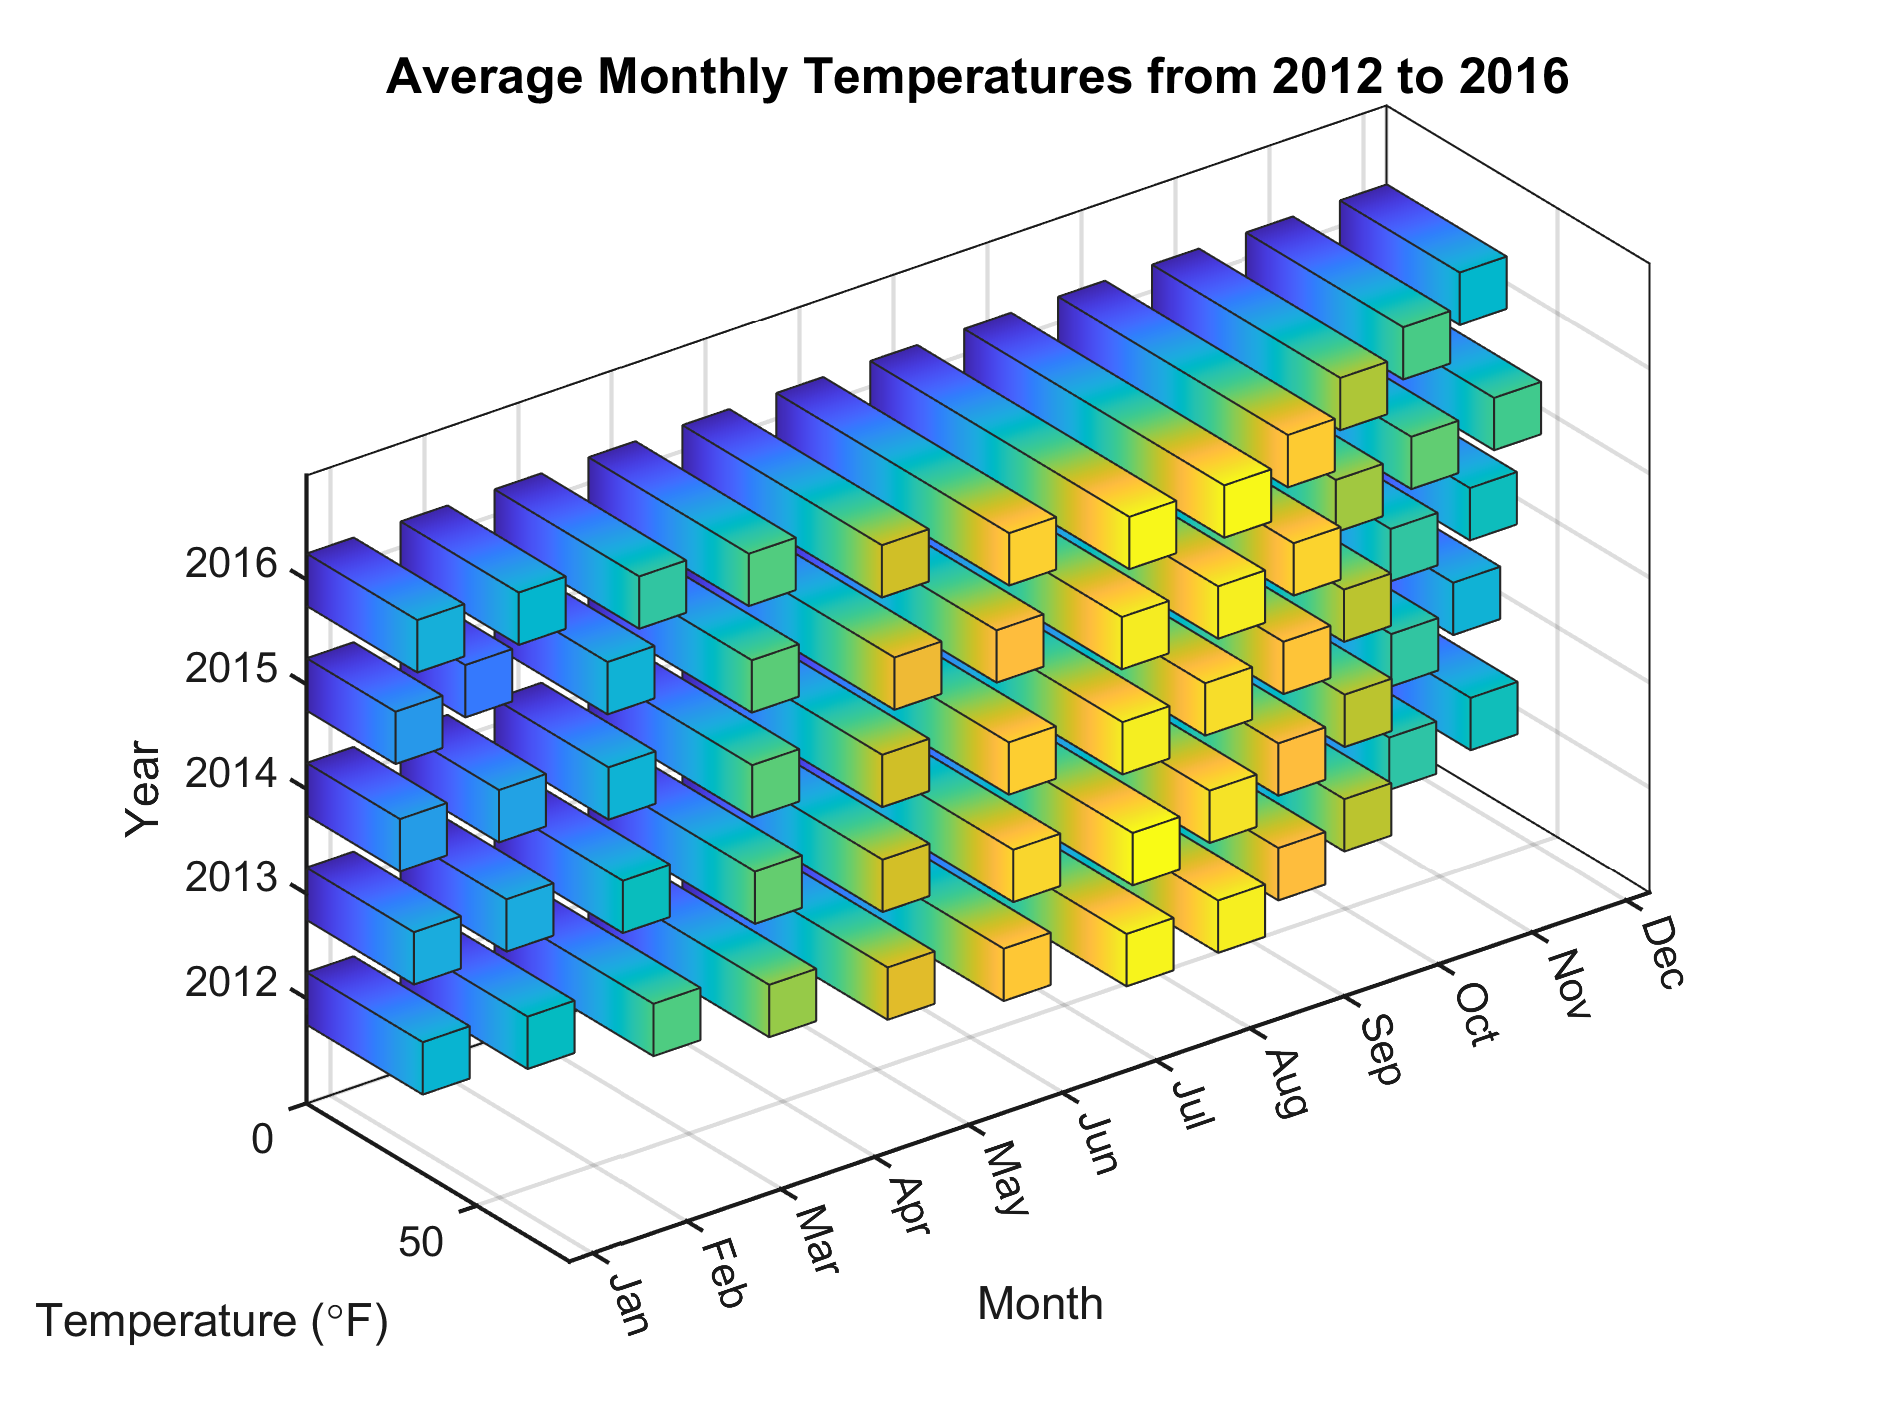 Average Monthly Temperatures from 2012 to 2016
2016
2015
2014
2013
2012
Year
0
50
Temperature (°F)
Jan
Feb
Mar
Apr
May
Jun
Jul
Aug
Sep
Oct
Nov
Dec
Month